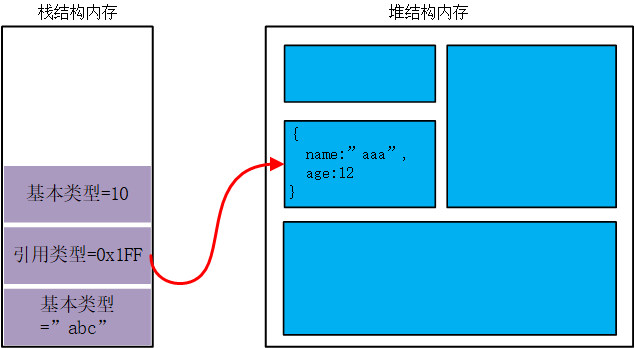 栈结构内存
堆结构内存
基本类型=10
引用类型=0x1FF
基本类型
=”abc”
{
name:”aaa”,
age:12
}